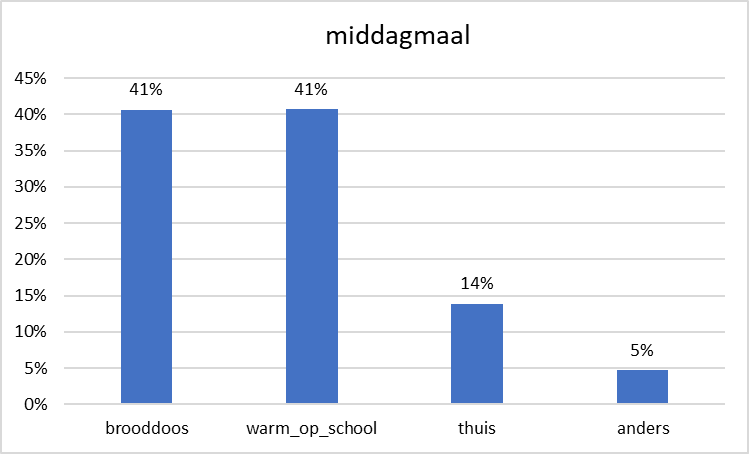 middagmaal
45%
40%
35%
30%
25%
20%
15%
10%
5%
0%
41%
41%
14%
5%
brooddoos
warm_op_school
thuis
anders